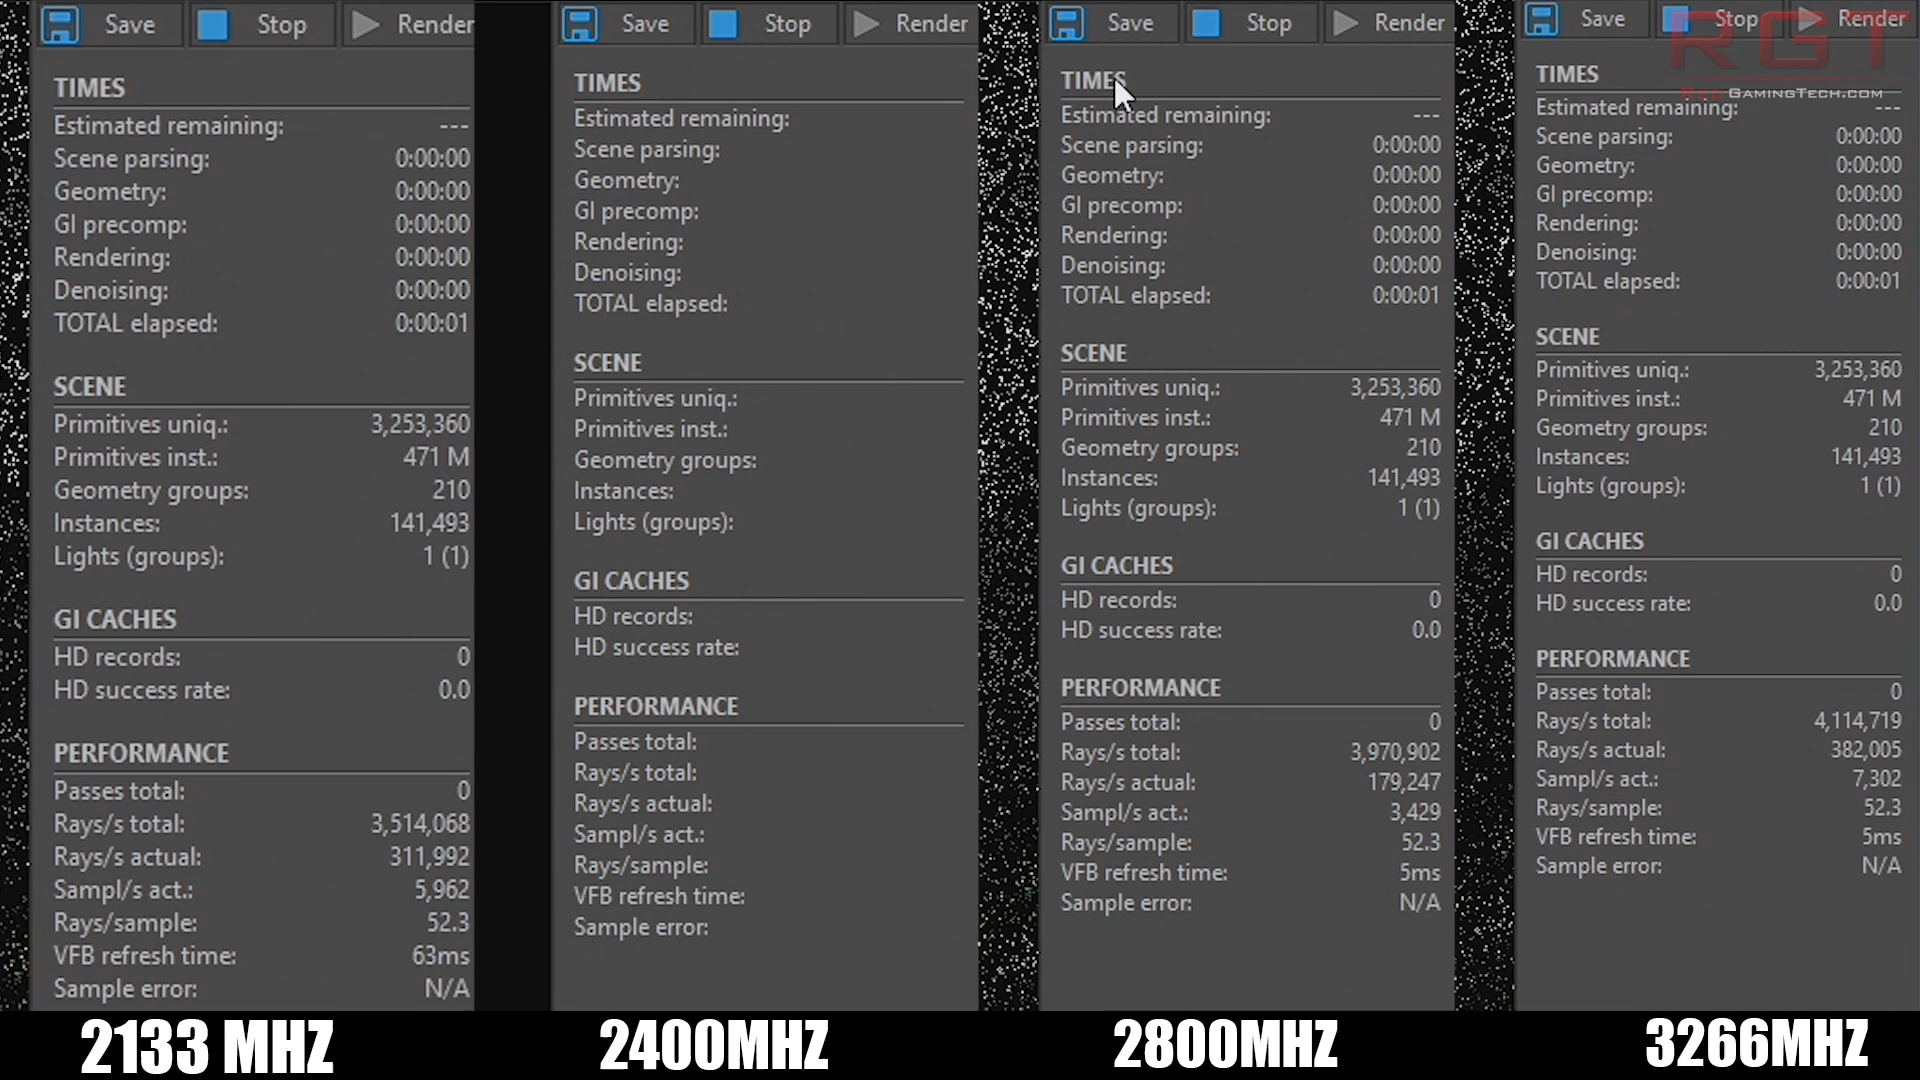 Save Stop Render
TIMES
Estimated remaining: ---
Scene parsing: 0:00:00
Geometry: 0:00:00
GI precomp: 0:00:00
Rendering: 0:00:00
Denoising: 0:00:00
TOTAL elapsed: 0:00:01
SCENE
Primitives uniq.: 3,253,360
Primitives inst.: 471 M
Geometry groups: 210
Instances: 141,493
Lights (groups): 1 (1)
GI CACHES
HD records: 0
HD success rate: 0.0
PERFORMANCE
Passes total: 0
Rays/s total: 3,514,068
Rays/s actual: 311,992
Sampl/s act.: 5,962
Rays/sample: 52.3
VFB refresh time: 63ms
Sample error: N/A
2133 MHZ
Save Stop Render
TIMES
Estimated remaining:
Scene parsing:
Geometry:
GI precomp:
Rendering:
Denoising:
TOTAL elapsed:
SCENE
Primitives uniq.:
Primitives inst.:
Geometry groups:
Instances:
Lights (groups):
GI CACHES
HD records:
HD success rate:
PERFORMANCE
Passes total:
Rays/s total:
Rays/s actual:
Sampl/s act.:
Rays/sample:
VFB refresh time:
Sample error:
2400MHZ
Save Stop Render
TIMES
Estimated remaining: ---
Scene parsing: 0:00:00
Geometry: 0:00:00
GI precomp: 0:00:00
Rendering: 0:00:00
Denoising: 0:00:00
TOTAL elapsed: 0:00:01
SCENE
Primitives uniq.: 3,253,360
Primitives inst.: 471 M
Geometry groups: 210
Instances: 141,493
Lights (groups): 1 (1)
GI CACHES
HD records: 0
HD success rate: 0.0
PERFORMANCE
Passes total: 0
Rays/s total: 3,970,902
Rays/s actual: 179,247
Sampl/s act.: 3,429
Rays/sample: 52.3
VFB refresh time: 5ms
Sample error: N/A
2800MHZ
Save Stop Render
RGT
RedGamingTech.com
TIMES
Estimated remaining: ---
Scene parsing: 0:00:00
Geometry: 0:00:00
GI precomp: 0:00:00
Rendering: 0:00:00
Denoising: 0:00:00
TOTAL elapsed: 0:00:01
SCENE
Primitives uniq.: 3,253,360
Primitives inst.: 471 M
Geometry groups: 210
Instances: 141,493
Lights (groups): 1 (1)
GI CACHES
HD records: 0
HD success rate: 0.0
PERFORMANCE
Passes total: 0
Rays/s total: 4,114,719
Rays/s actual: 382,005
Sampl/s act.: 7,302
Rays/sample: 52.3
VFB refresh time: 5ms
Sample error: N/A
3266MHZ